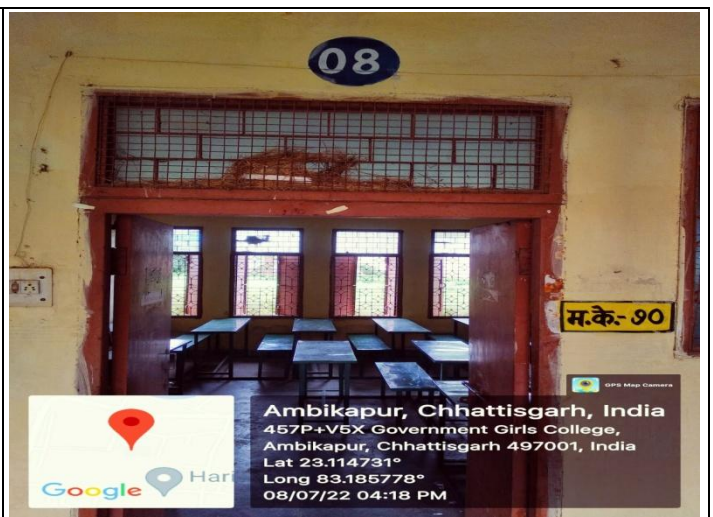 08
म.के.- ७०
GPS Map Camera
Ambikapur, Chhattisgarh, India
457P+V5X Government Girls College,
Ambikapur, Chhattisgarh 497001, India
Lat 23.114731°
Long 83.185778°
08/07/22 04:18 PM
Google
Hari